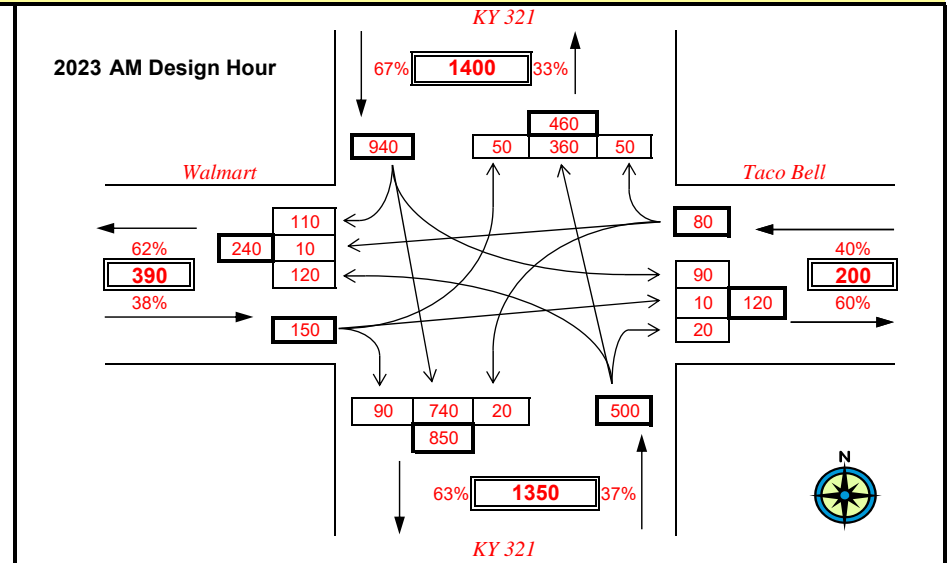 KY 321
2023 AM Design Hour
67% 1400 33%
460
940 50 360 50
Walmart Taco Bell
110 80
62% 240 10 40%
390 120 90 200
38% 10 120 60%
150 20
90 740 20 500
850
N
63% 1350 37%
KY 321